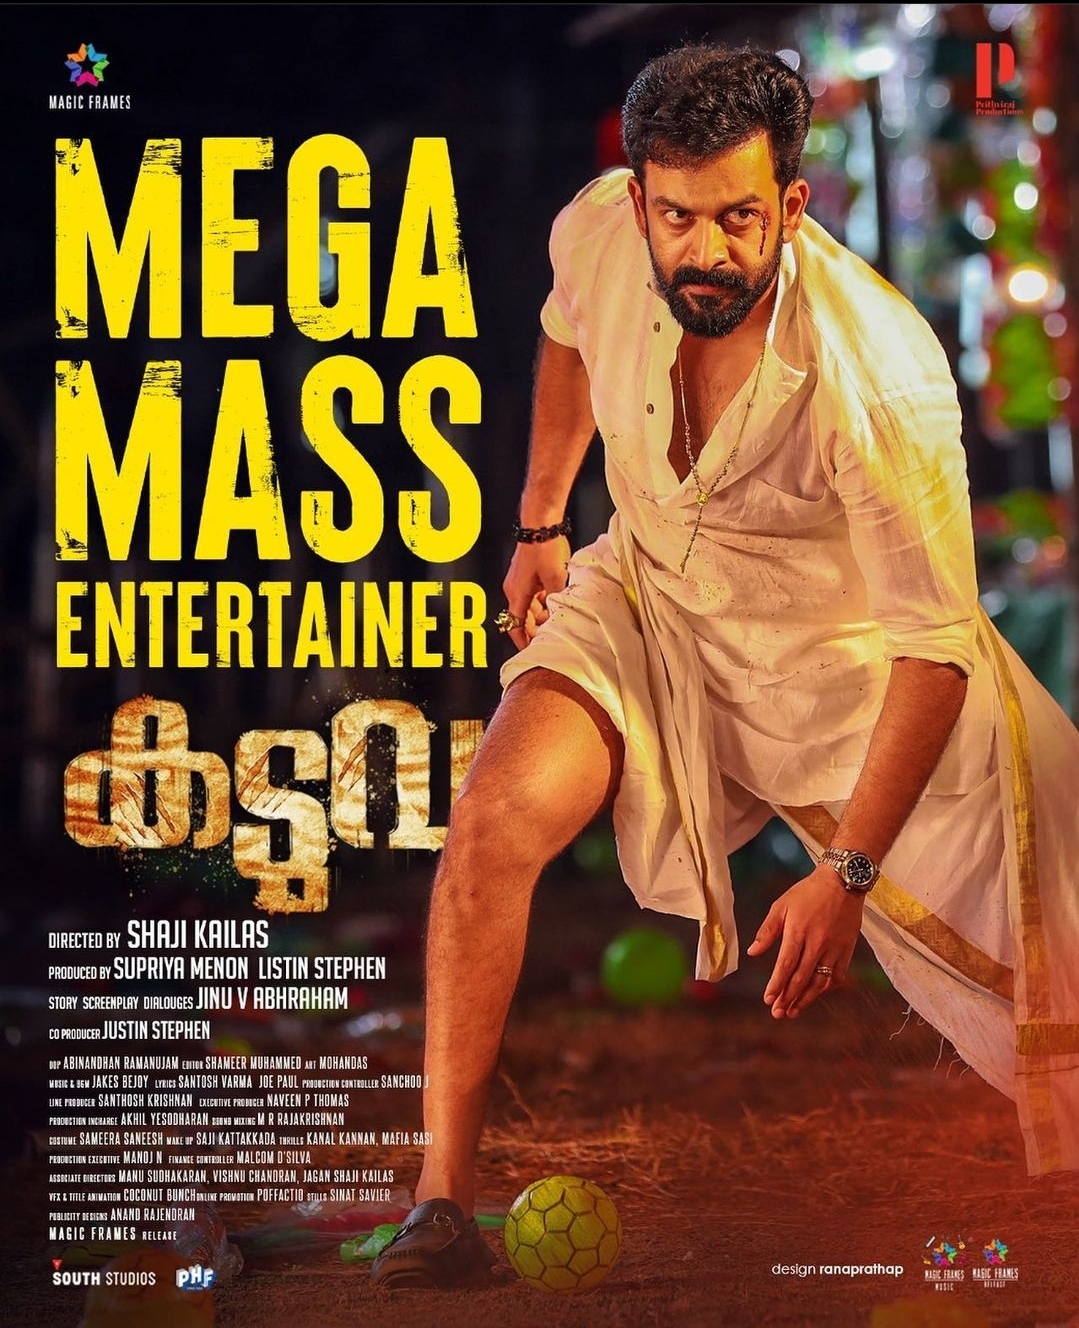 MAGIC FRAMES
P
Prithviraj
Productions
MEGA
MASS
ENTERTAINER
കടുവ
DIRECTED BY SHAJI KAILAS
PRODUCED BY SUPRIYA MENON LISTIN STEPHEN
STORY SCREENPLAY DIALOUGES JINU V ABHRAHAM
CO PRODUCER JUSTIN STEPHEN
DOP ABINANDHAN RAMANUJAM EDITOR SHAMEER MUHAMMED ART MOHANDAS
MUSIC & BGM JAKES BEJOY LYRICS SANTOSH VARMA JOE PAUL PRODUCTION CONTROLLER SANCHOO J
LINE PRODUCER SANTHOSH KRISHNAN EXECUTIVE PRODUCER NAVEEN P THOMAS
PRODUCTION INCHARGE AKHIL YESODHARAN SOUND MIXING M R RAJAKRISHNAN
COSTUME SAMEERA SANEESH MAKE UP SAJI KATTAKKADA THRILLS KANAL KANNAN, MAFIA SASI
PRODUCTION EXECUTIVE MANOJ N FINANCE CONTROLLER MALCOM D'SILVA
ASSOCIATE DIRECTORS MANU SUDHAKARAN, VISHNU CHANDRAN, JAGAN SHAJI KAILAS
VFX & TITLE ANIMATION COCONUT BUNCH ONLINE PROMOTION POFFACTIO STILLS SINAT SAVIER
PUBLICITY DESIGNS ANAND RAJENDRAN
MAGIC FRAMES RELEASE
SOUTH STUDIOS PHF
design ranaprathap
MAGIC FRAMES MUSIC
MAGIC FRAMES RELEASE